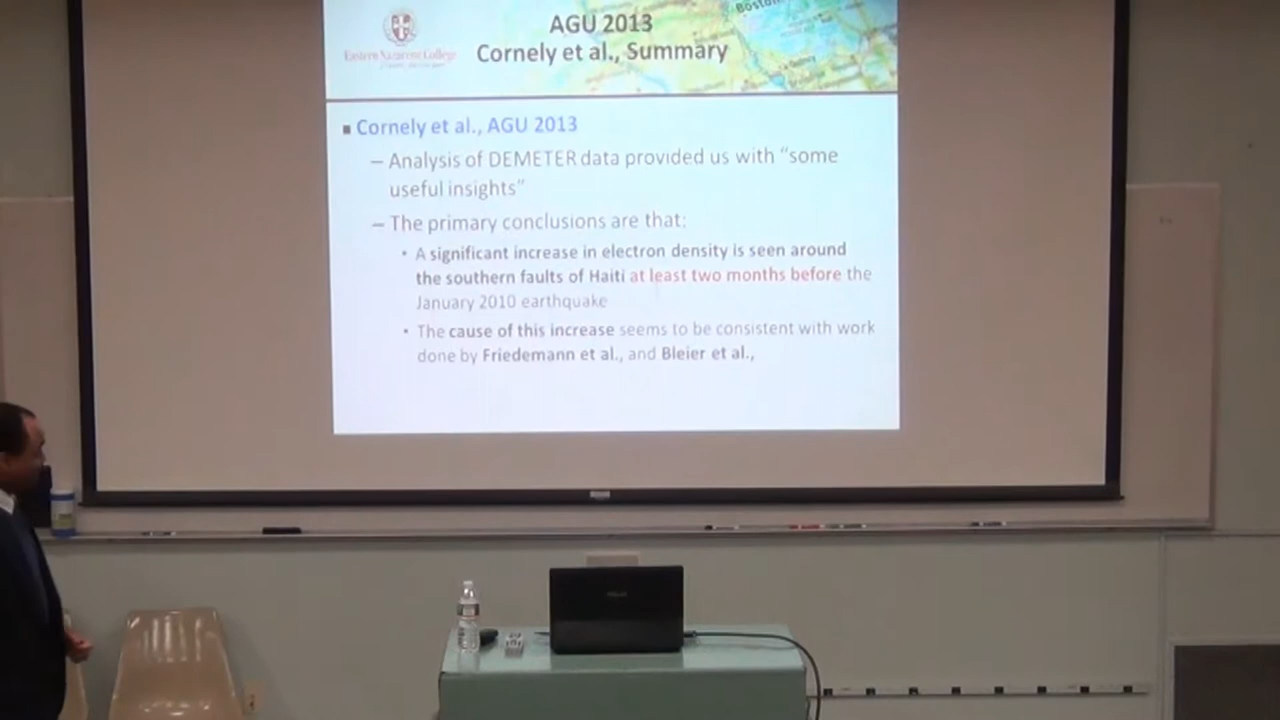 AGU 2013
Cornely et al., Summary
Eastern Nazarene College
Boston
Quincy
■ Cornely et al., AGU 2013
– Analysis of DEMETER data provided us with “some
useful insights”
– The primary conclusions are that:
• A significant increase in electron density is seen around
the southern faults of Haiti at least two months before the
January 2010 earthquake
• The cause of this increase seems to be consistent with work
done by Friedemann et al., and Bleier et al.,